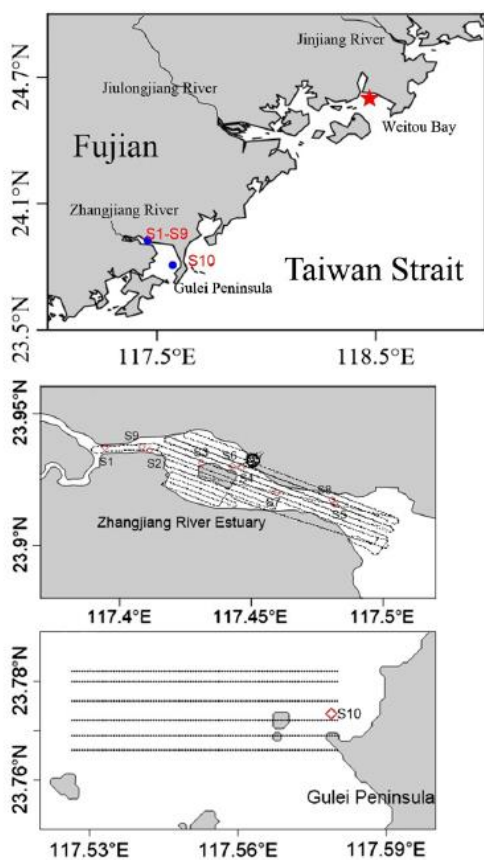 Jinjiang River
24.7°N
Jiulongjiang River
Weitou Bay
Fujian
24.1°N
Zhangjiang River
S1-S9
S10
Taiwan Strait
Gulei Peninsula
23.5°N
117.5°E
118.5°E
23.95°N
S9
S1
S2
S3
S6
S4
S7
S8
S5
Zhangjiang River Estuary
23.9°N
117.4°E
117.45°E
117.5°E
23.78°N
S10
23.76°N
Gulei Peninsula
117.53°E
117.56°E
117.59°E